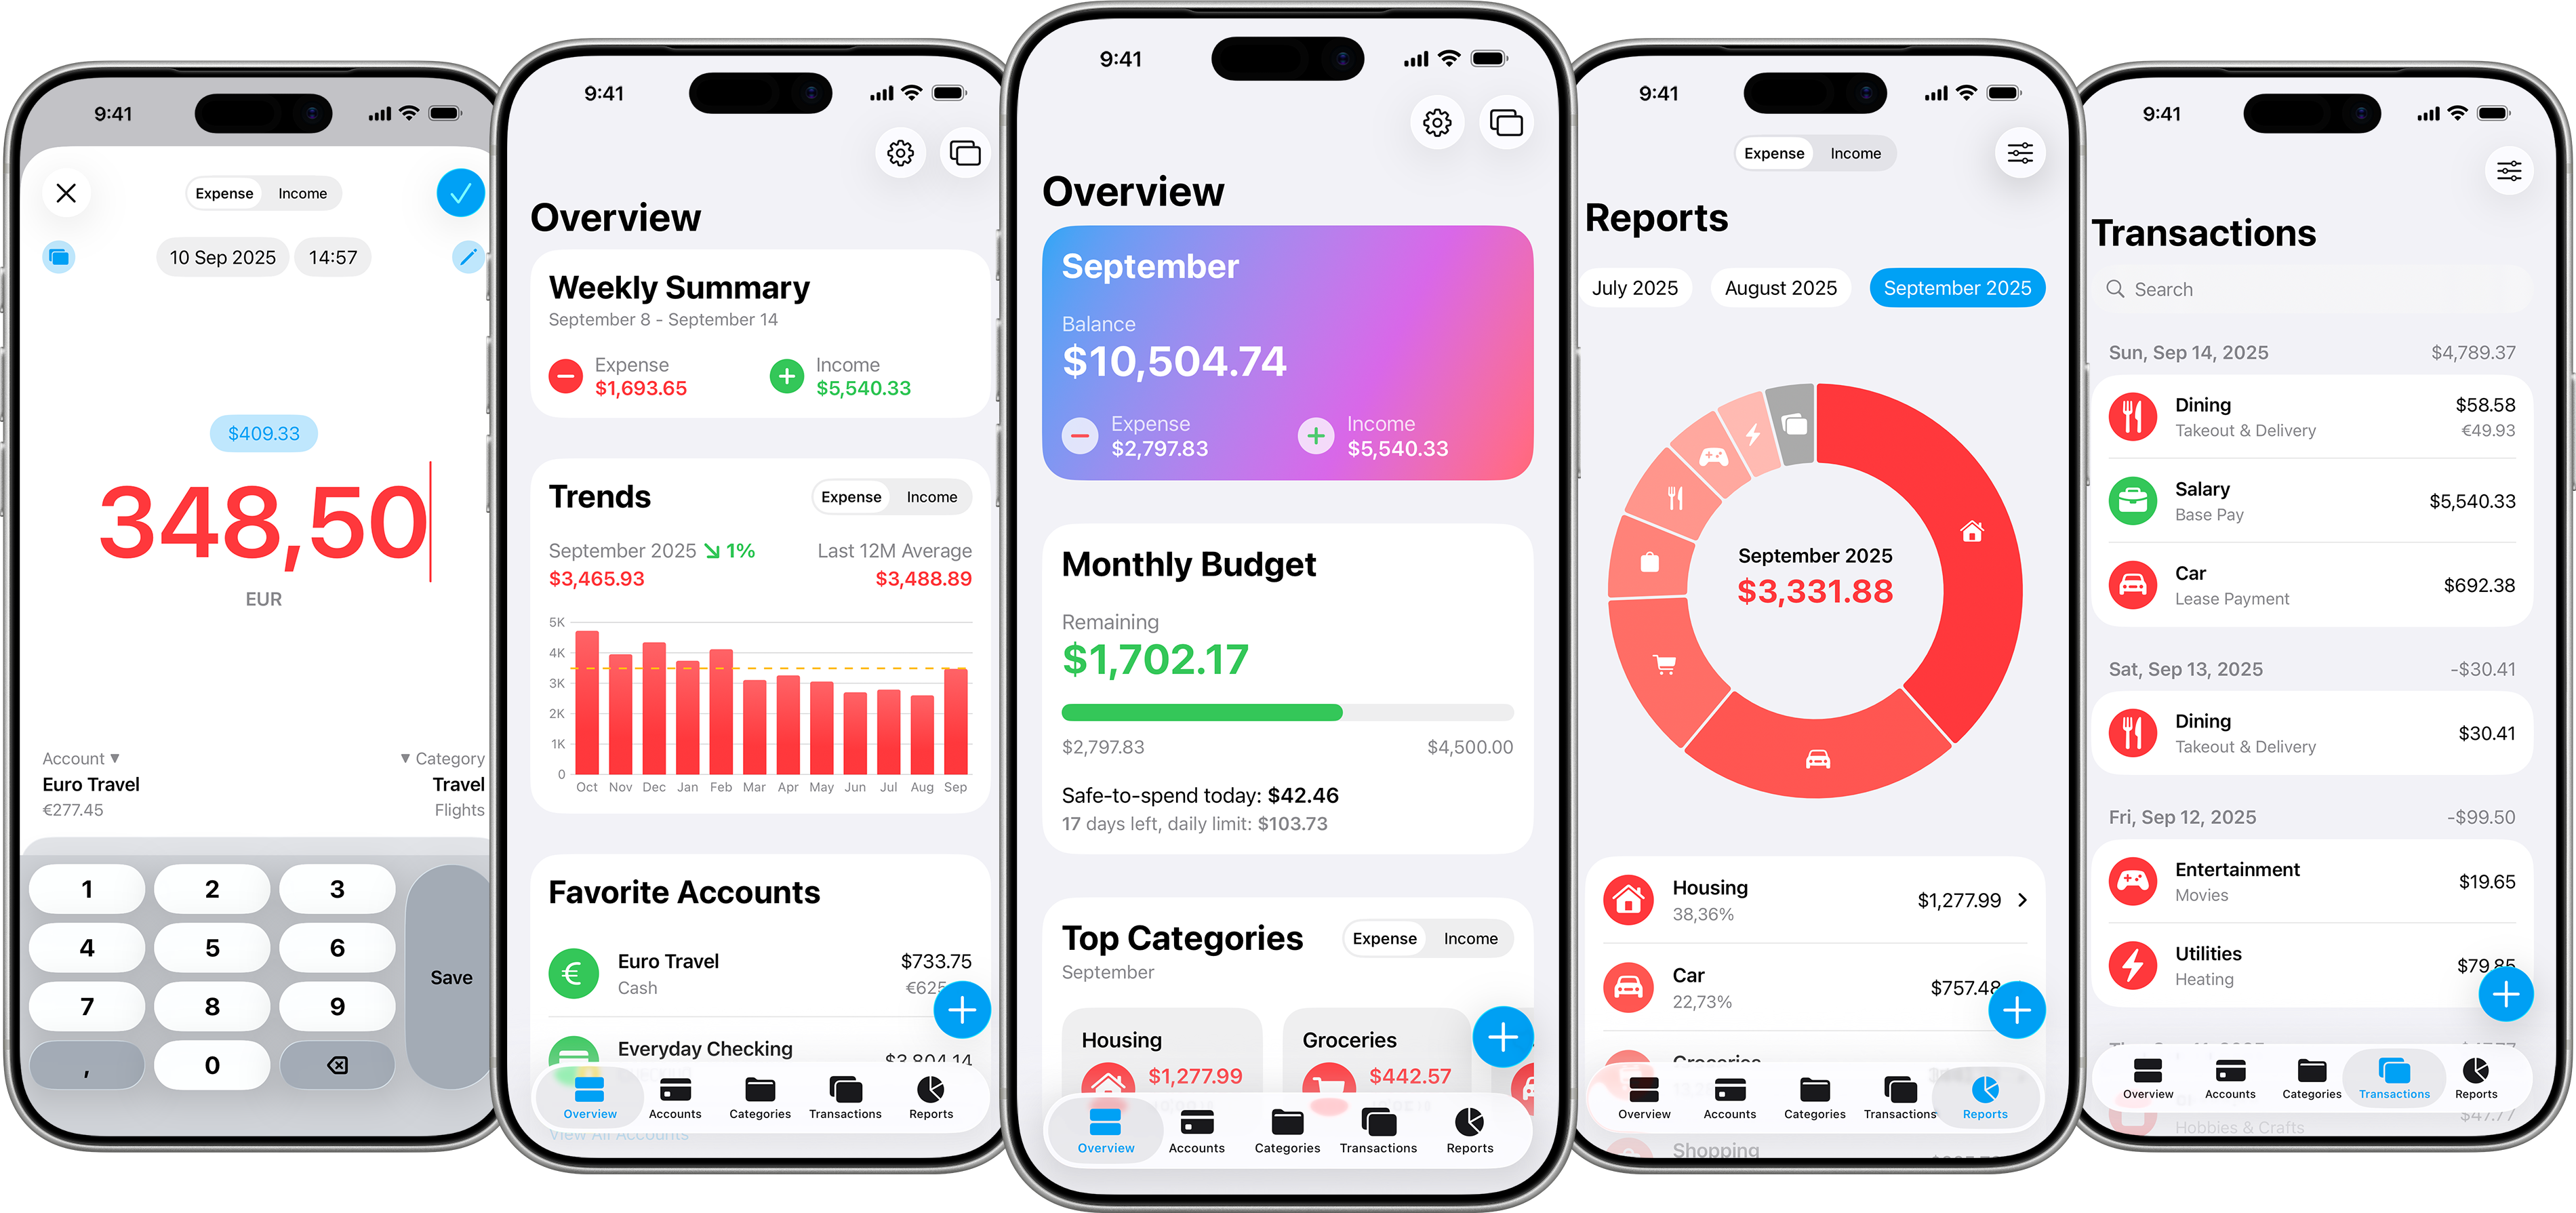 9:41
Expense Income
10 Sep 2025 14:57
$409.33
348,50
EUR
Account ▼ ▼ Category
Euro Travel Travel
€277.45 Flights
1 2 3
4 5 6
7 8 9
, 0
Save
9:41
Overview
Weekly Summary
September 8 - September 14
Expense Income
$1,693.65 $5,540.33
Trends Expense Income
September 2025 ↘ 1% Last 12M Average
$3,465.93 $3,488.89
5K
4K
3K
2K
1K
0
Oct Nov Dec Jan Feb Mar Apr May Jun Jul Aug Sep
Favorite Accounts
Euro Travel $733.75
Cash
Everyday Checking $3,804.14
View All Accounts
Overview Accounts Categories Transactions Reports
9:41
Overview
September
Balance
$10,504.74
Expense Income
$2,797.83 $5,540.33
Monthly Budget
Remaining
$1,702.17
$2,797.83 $4,500.00
Safe-to-spend today: $42.46
17 days left, daily limit: $103.73
Top Categories Expense Income
September
Housing Groceries
$1,277.99 $442.57
Overview Accounts Categories Transactions Reports
9:41
Expense Income
Reports
July 2025 August 2025 September 2025
September 2025
$3,331.88
Housing $1,277.99
38,36%
Car $757.48
22,73%
Groceries
Shopping
Overview Accounts Categories Transactions Reports
9:41
Transactions
Search
Sun, Sep 14, 2025 $4,789.37
Dining $58.58
Takeout & Delivery €49.93
Salary $5,540.33
Base Pay
Car $692.38
Lease Payment
Sat, Sep 13, 2025 -$30.41
Dining $30.41
Takeout & Delivery
Fri, Sep 12, 2025 -$99.50
Entertainment $19.65
Movies
Utilities $79.85
Heating
Overview Accounts Categories Transactions Reports
Hobbies & Crafts $47.77